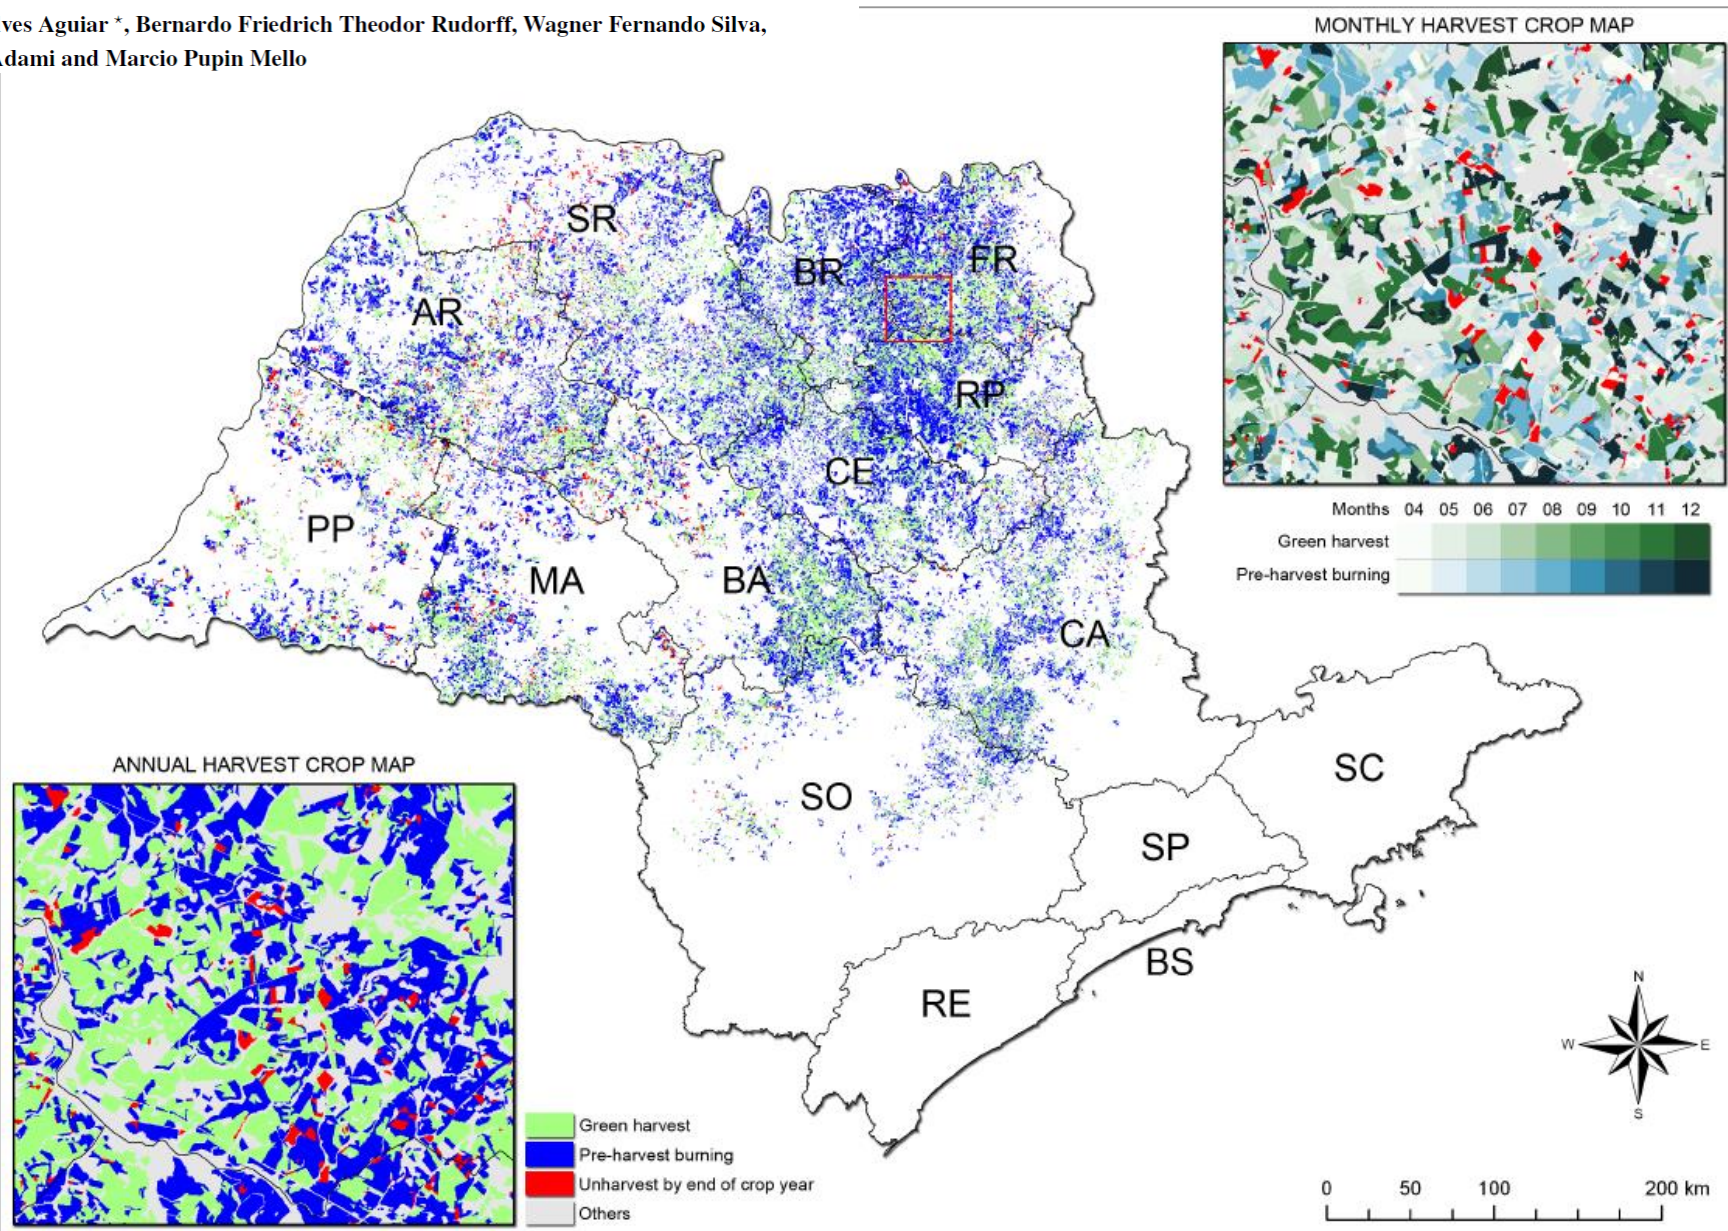 ves Aguiar *, Bernardo Friedrich Theodor Rudorff, Wagner Fernando Silva,
dami and Marcio Pupin Mello
MONTHLY HARVEST CROP MAP
Months 04 05 06 07 08 09 10 11 12
Green harvest
Pre-harvest burning
SR
BR
FR
AR
RP
CE
PP
MA
BA
CA
SO
SC
SP
BS
RE
ANNUAL HARVEST CROP MAP
Green harvest
Pre-harvest burning
Unharvest by end of crop year
Others
N
W
E
S
0 50 100 200 km